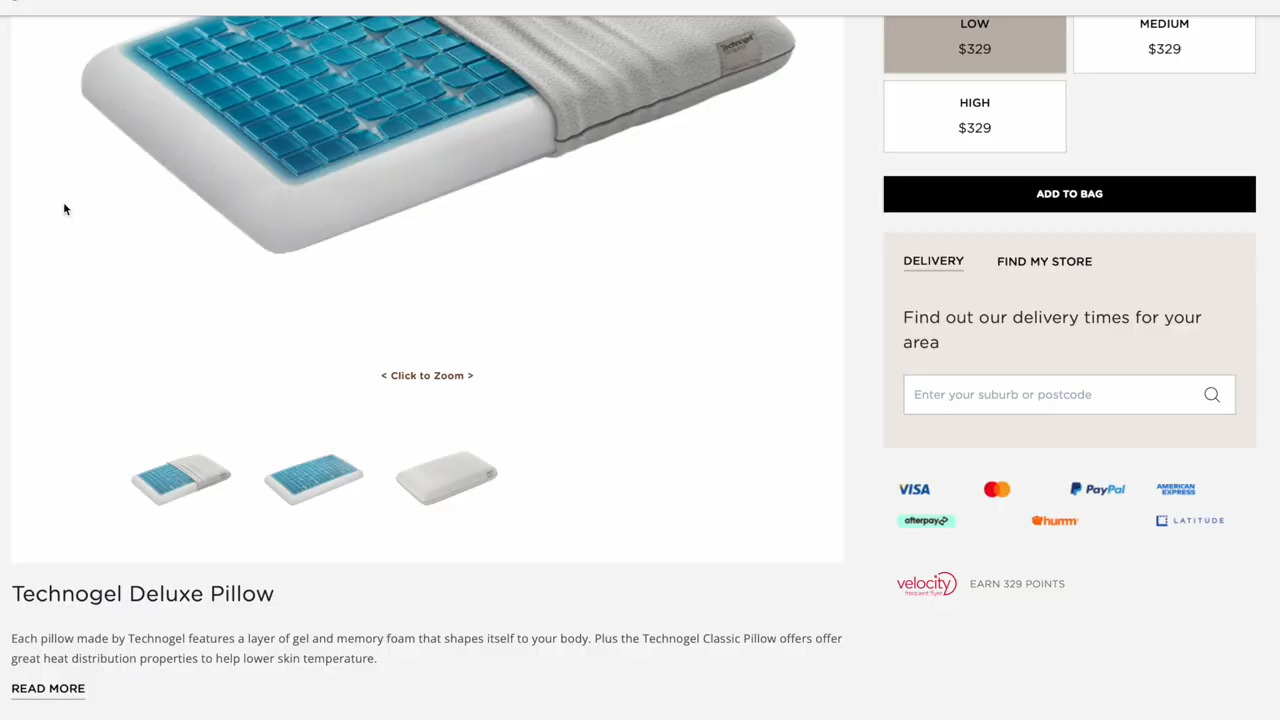 Technogel
LOW
$329
MEDIUM
$329
HIGH
$329
ADD TO BAG
DELIVERY
FIND MY STORE
Find out our delivery times for your
area
Enter your suburb or postcode
< Click to Zoom >
VISA
PayPal
AMERICAN
EXPRESS
afterpay
humm
LATITUDE
velocity
frequent flyer
EARN 329 POINTS
Technogel Deluxe Pillow
Each pillow made by Technogel features a layer of gel and memory foam that shapes itself to your body. Plus the Technogel Classic Pillow offers offer
great heat distribution properties to help lower skin temperature.
READ MORE